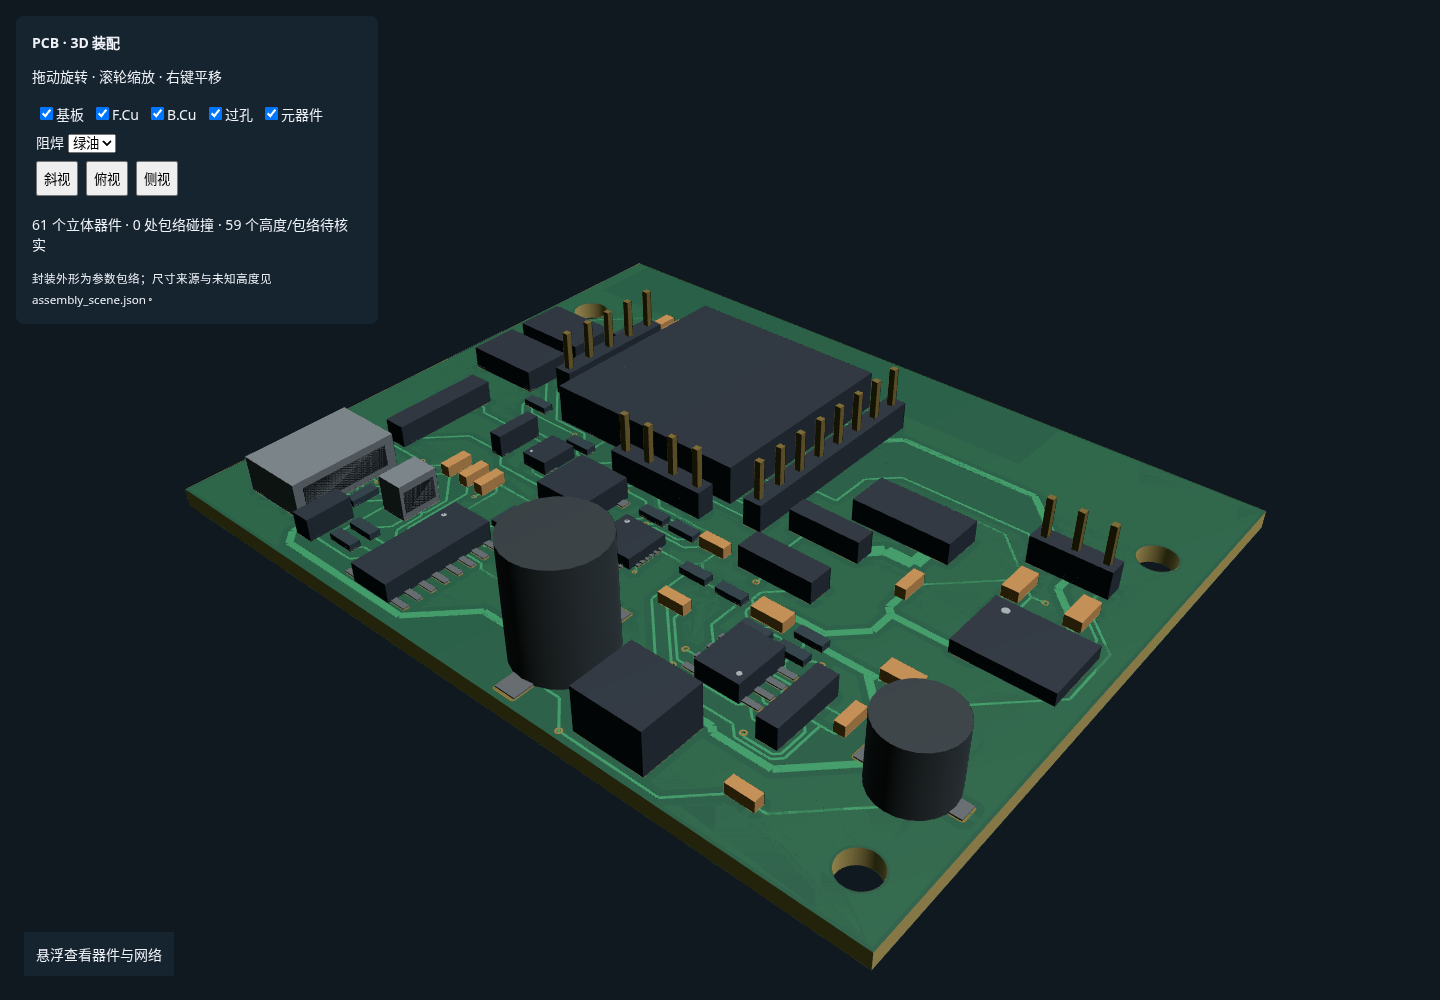 PCB · 3D 装配
拖动旋转 · 滚轮缩放 · 右键平移
基板 F.Cu B.Cu 过孔 元器件
阻焊 绿油
斜视 俯视 侧视
61 个立体器件 · 0 处包络碰撞 · 59 个高度/包络待核
实
封装外形为参数包络；尺寸来源与未知高度见
assembly_scene.json。
悬浮查看器件与网络